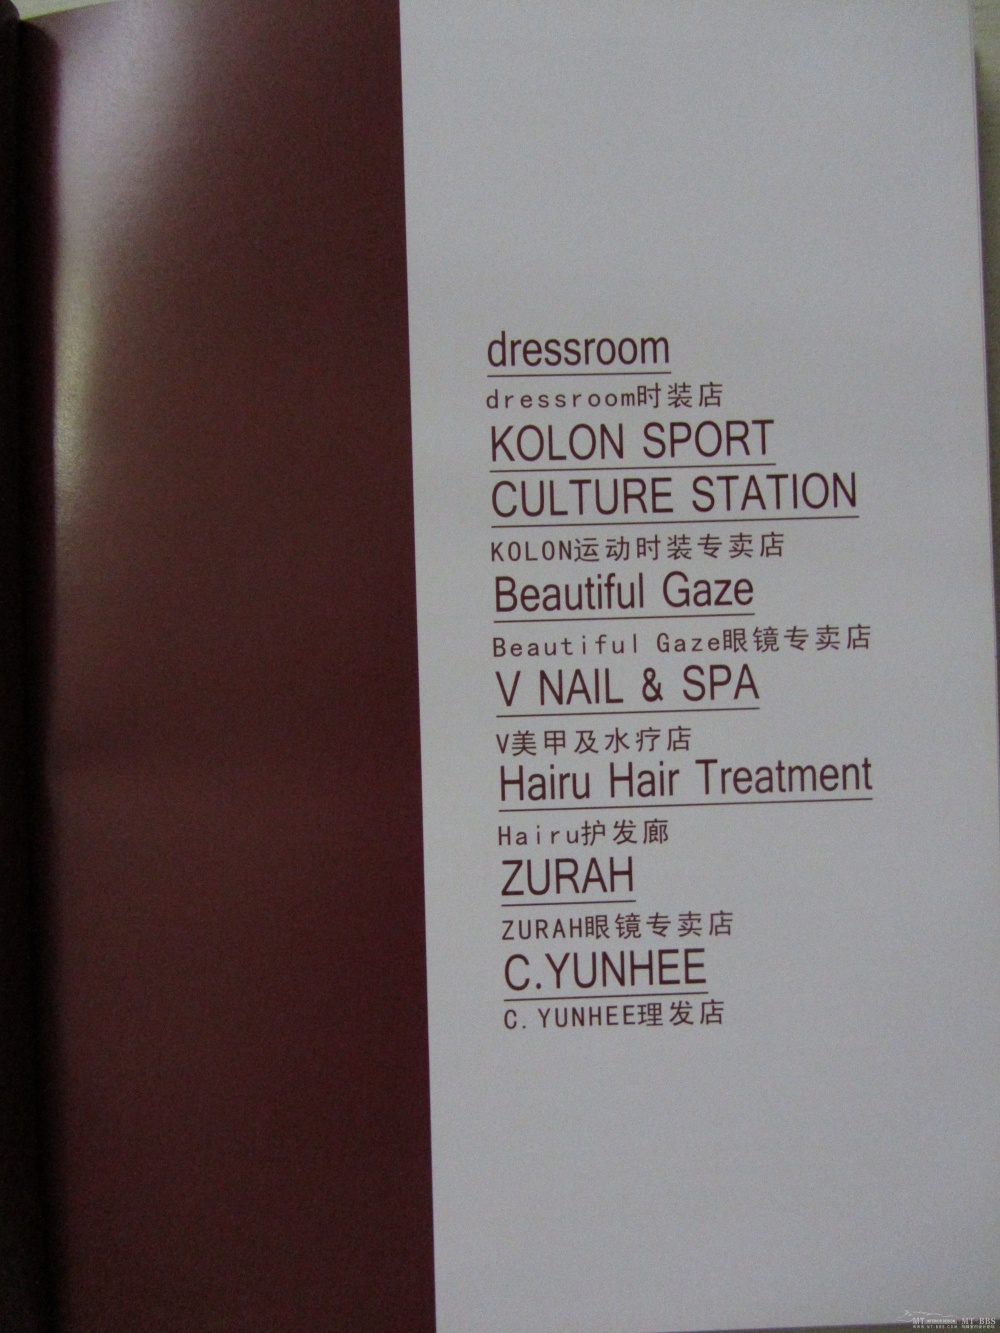 dressroom
dressroom时装店
KOLON SPORT
CULTURE STATION
KOLON运动时装专卖店
Beautiful Gaze
Beautiful Gaze眼镜专卖店
V NAIL & SPA
V美甲及水疗店
Hairu Hair Treatment
Hairu护发廊
ZURAH
ZURAH眼镜专卖店
C.YUNHEE
C. YUNHEE理发店
MT-BBS